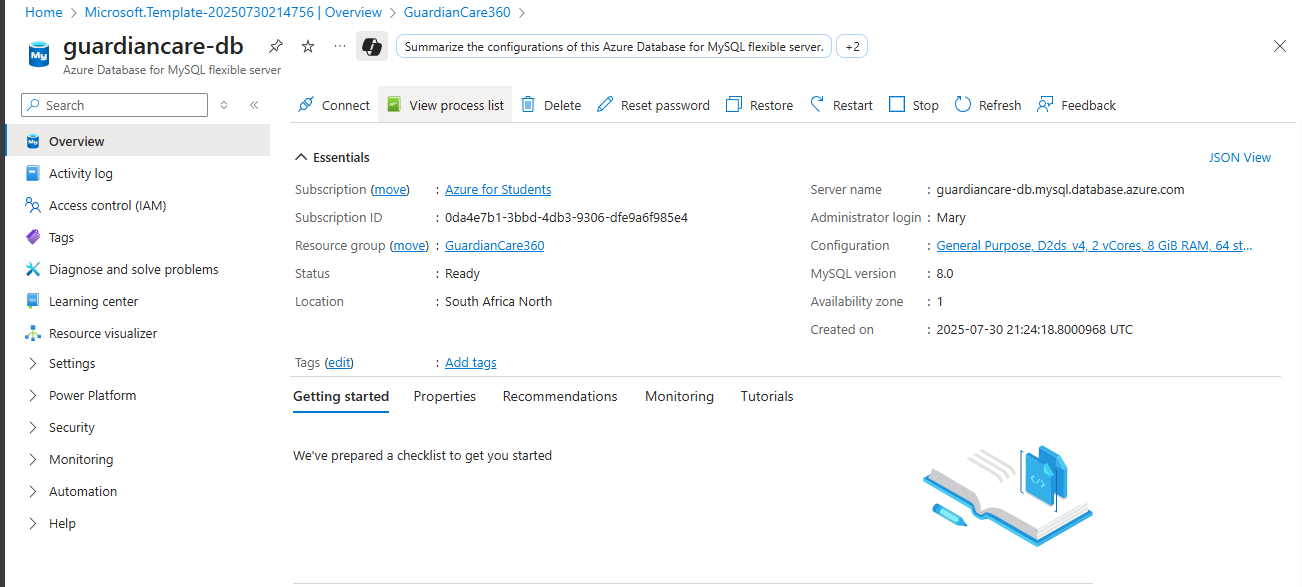 Home > Microsoft.Template-20250730214756 | Overview > GuardianCare360 >
guardiancare-db
Summarize the configurations of this Azure Database for MySQL flexible server. +2
Azure Database for MySQL flexible server
Search
Connect View process list Delete Reset password Restore Restart Stop Refresh Feedback
Overview
Activity log
Access control (IAM)
Tags
Diagnose and solve problems
Learning center
Resource visualizer
Settings
Power Platform
Security
Monitoring
Automation
Help
Essentials JSON View
Subscription (move) : Azure for Students
Subscription ID : 0da4e7b1-3bbd-4db3-9306-dfe9a6f985e4
Resource group (move) : GuardianCare360
Status : Ready
Location : South Africa North
Server name : guardiancare-db.mysql.database.azure.com
Administrator login : Mary
Configuration : General Purpose, D2ds_v4, 2 vCores, 8 GiB RAM, 64 st...
MySQL version : 8.0
Availability zone : 1
Created on : 2025-07-30 21:24:18.8000968 UTC
Tags (edit) : Add tags
Getting started Properties Recommendations Monitoring Tutorials
We've prepared a checklist to get you started